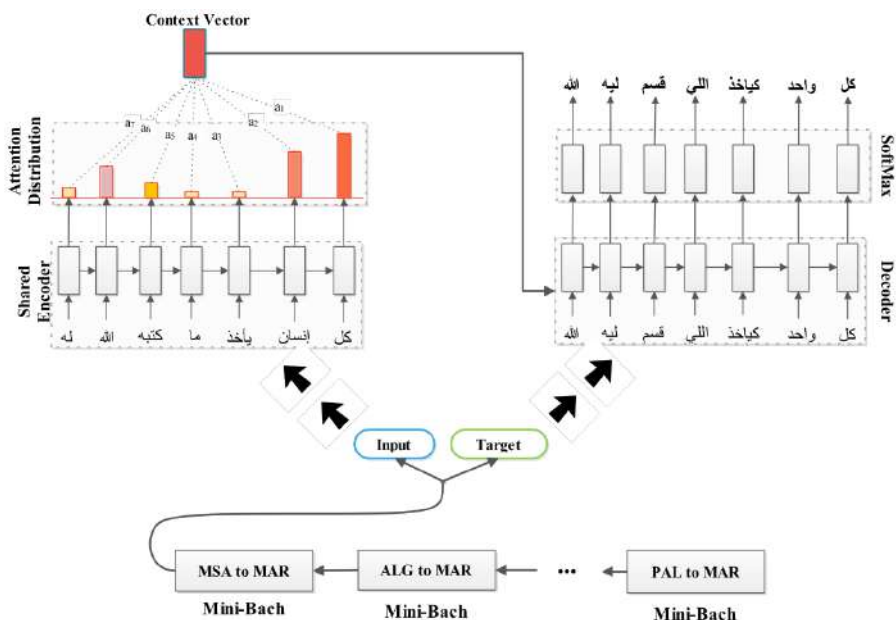 Context Vector
الله ليه قسم اللي كياخذ واحد كل
a7 a6 a5 a4 a3 a2 a1
Attention
Distribution
SoftMax
Shared
Encoder
Decoder
له الله كتبه ما يأخذ انسان كل
الله ليه قسم اللي كياخذ واحد كل
Input
Target
MSA to MAR
ALG to MAR
...
PAL to MAR
Mini-Bach
Mini-Bach
Mini-Bach